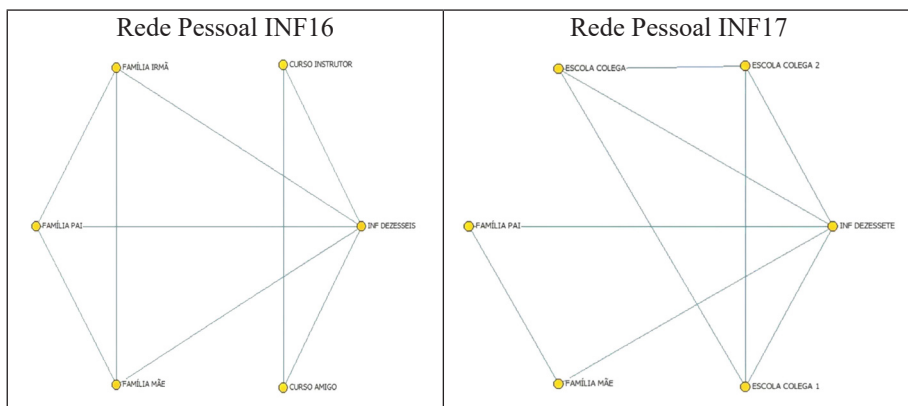 Rede Pessoal INF16
FAMÍLIA IRMÃ
CURSO INSTRUTOR
FAMÍLIA PAI
INF DEZESSEIS
FAMÍLIA MÃE
CURSO AMIGO
Rede Pessoal INF17
ESCOLA COLEGA
ESCOLA COLEGA 2
FAMÍLIA PAI
INF DEZESSETE
FAMÍLIA MÃE
ESCOLA COLEGA 1